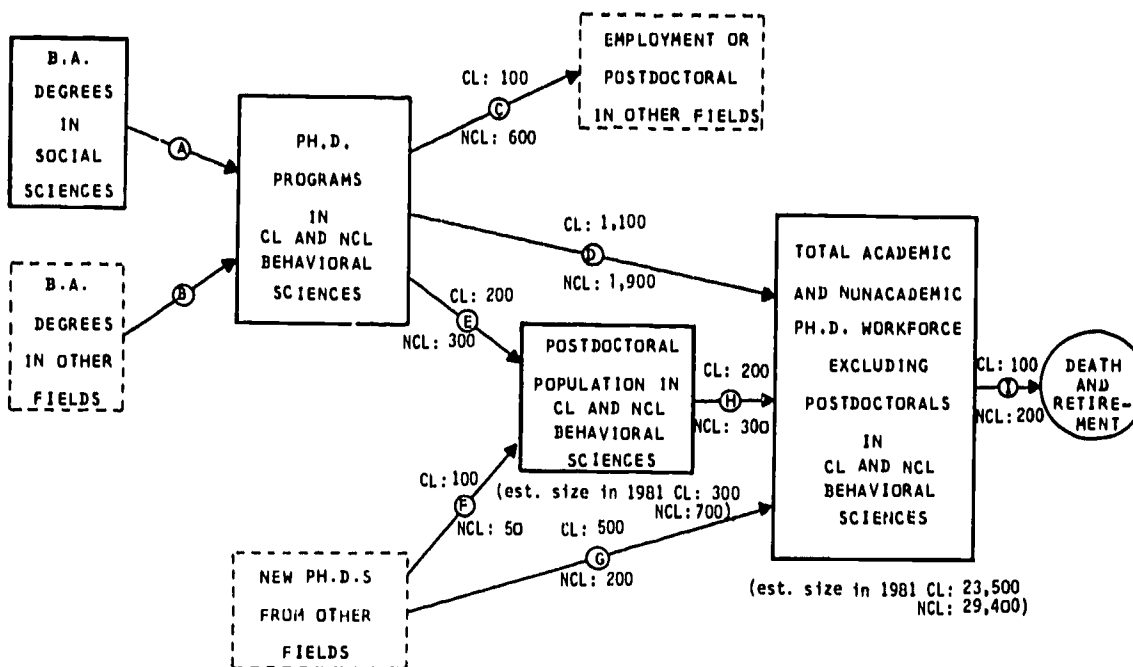 B.A.
DEGREES
IN
SOCIAL
SCIENCES
A
B.A.
DEGREES
IN OTHER
FIELDS
B
PH.D.
PROGRAMS
IN
CL AND NCL
BEHAVIORAL
SCIENCES
CL: 100
C
NCL: 600
EMPLOYMENT OR
POSTDOCTORAL
IN OTHER FIELDS
CL: 1,100
D
NCL: 1,900
CL: 200
E
NCL: 300
POSTDOCTORAL
POPULATION IN
CL AND NCL
BEHAVIORAL
SCIENCES
(est. size in 1981 CL: 300
NCL:700)
CL: 200
H
NCL: 300
CL:100
F
NCL: 50
CL: 500
G
NCL: 200
NEW PH.D.S
FROM OTHER
FIELDS
TOTAL ACADEMIC
AND NUNACADEMIC
PH.D. WORKFORCE
EXCLUDING
POSTDOCTORALS
IN
CL AND NCL
BEHAVIORAL
SCIENCES
(est. size in 1981 CL: 23,500
NCL: 29,400)
CL: 100
I
NCL: 200
DEATH
AND
RETIRE-
MENT